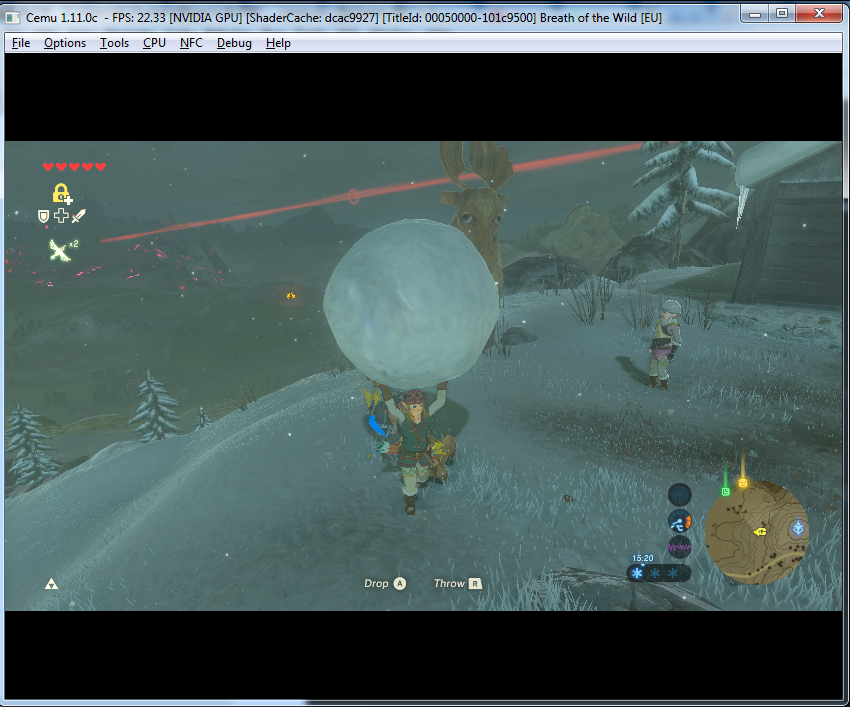 Cemu 1.11.0c - FPS: 22.33 [NVIDIA GPU] [ShaderCache: dcac9927] [TitleId: 00050000-101c9500] Breath of the Wild [EU]
File Options Tools CPU NFC Debug Help
×2
15:20
Drop A Throw R